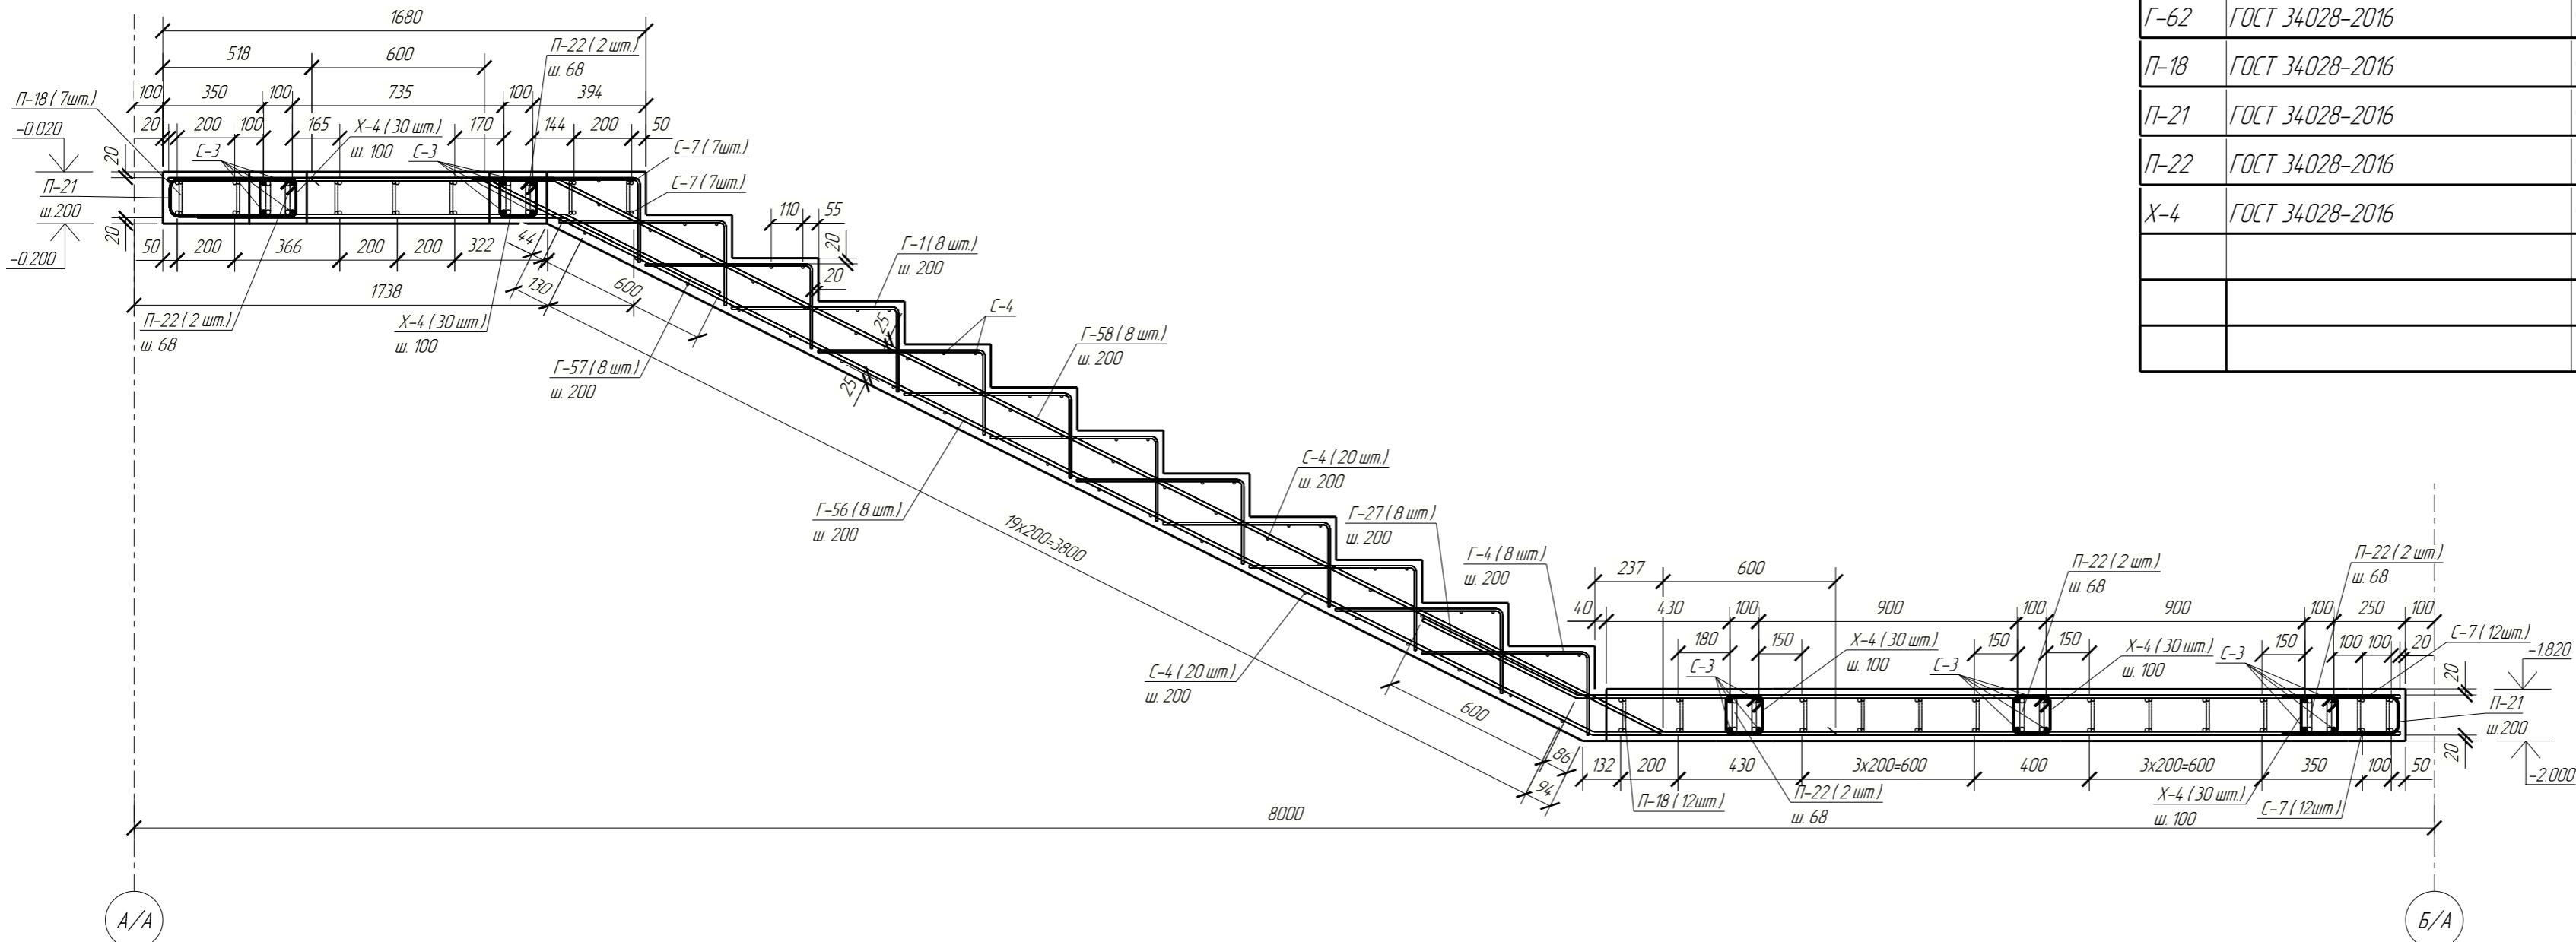 1680
518
600
П-22 ( 2 шт.)
ш. 68
100
350
100
735
100
394
П-18 ( 7шт.)
20
200
100
165
Х-4 ( 30 шт.)
ш. 100
170
144
200
50
-0.020
С-3
С-3
С-7 ( 7шт.)
20
П-21
ш.200
С-7 ( 7шт.)
20
-0.200
50
200
366
200
200
322
44
130
600
1738
П-22 ( 2 шт.)
ш. 68
Х-4 ( 30 шт.)
ш. 100
110
55
20
20
Г-1 ( 8 шт.)
ш. 200
С-4
25
25
Г-57 ( 8 шт.)
ш. 200
Г-58 ( 8 шт.)
ш. 200
Г-56 ( 8 шт.)
ш. 200
19х200=3800
С-4 ( 20 шт.)
ш. 200
Г-27 ( 8 шт.)
ш. 200
Г-4 ( 8 шт.)
ш. 200
С-4 ( 20 шт.)
ш. 200
600
86
94
237
600
П-22 ( 2 шт.)
ш. 68
П-22 ( 2 шт.)
ш. 68
40
430
100
900
100
900
100
250
100
180
150
Х-4 ( 30 шт.)
ш. 100
150
150
Х-4 ( 30 шт.)
ш. 100
150
100
100
20
С-7 ( 12шт.)
С-3
С-3
С-3
-1.820
20
П-21
ш.200
20
-2.000
132
200
430
3х200=600
400
3х200=600
350
100
50
П-18 ( 12шт.)
П-22 ( 2 шт.)
ш. 68
Х-4 ( 30 шт.)
ш. 100
С-7 ( 12шт.)
8000
А/А
Б/А
Г-62 ГОСТ 34028-2016
П-18 ГОСТ 34028-2016
П-21 ГОСТ 34028-2016
П-22 ГОСТ 34028-2016
Х-4 ГОСТ 34028-2016